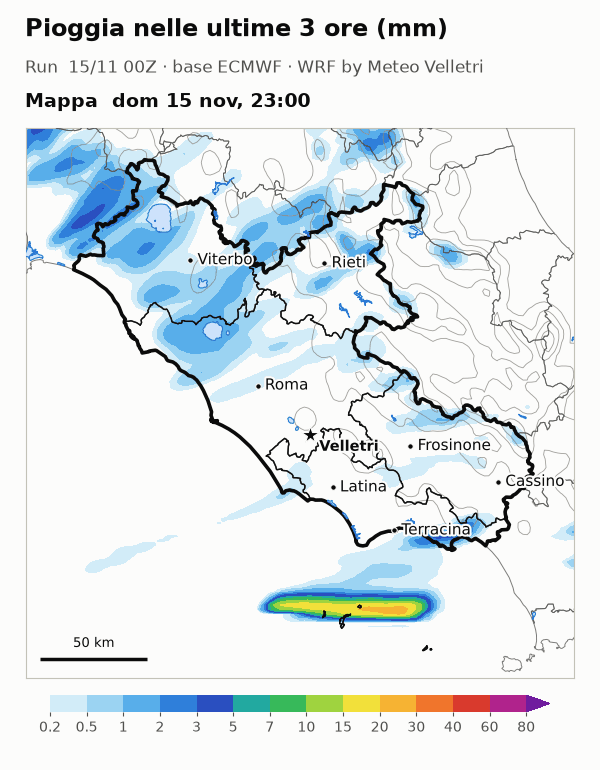 Pioggia nelle ultime 3 ore (mm)
Run  15/11 00Z · base ECMWF · WRF by Meteo Velletri
Mappa  dom 15 nov, 23:00
Viterbo
Rieti
Roma
Velletri
Frosinone
Cassino
Latina
Terracina
50 km
0.2 0.5 1 2 3 5 7 10 15 20 30 40 60 80